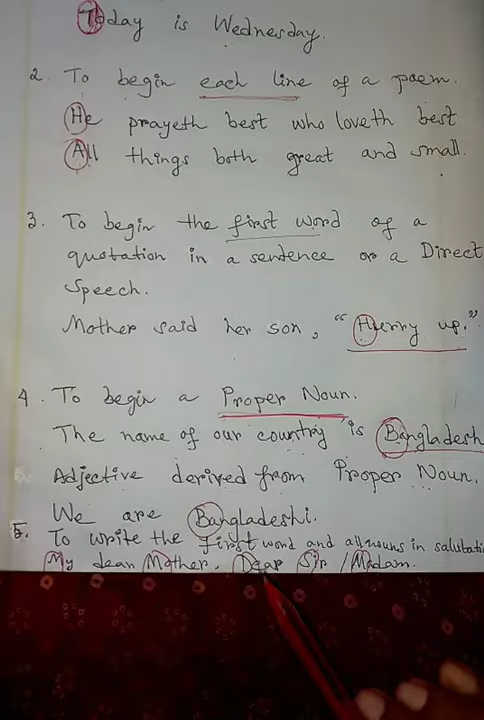 Today is Wednesday.
2. To begin each line of a poem.
He prayeth best who loveth best
All things both great and small.
3. To begin the first word of a
quotation in a sentence or a Direct
Speech.
Mother said her son, "Hurry up."
4. To begin a Proper Noun.
The name of our country is Bangladesh
Adjective derived from Proper Noun.
We are Bangladeshi.
5. To write the first word and all nouns in salutati
My dear Mother, Dear Sir / Madam.